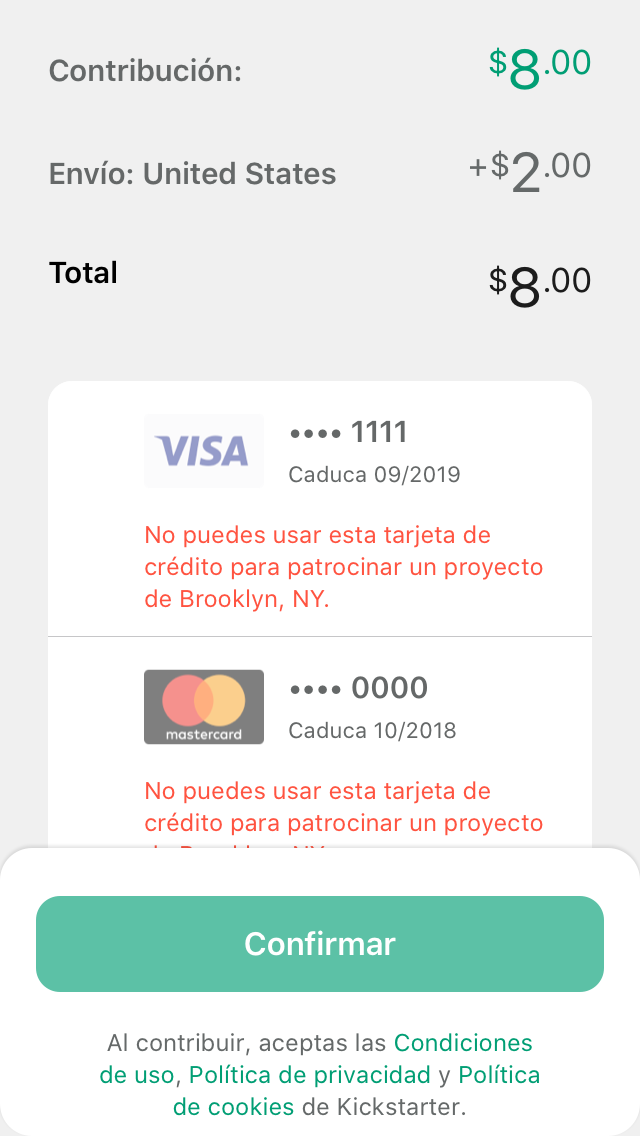 Contribución: $8.00
Envío: United States +$2.00
Total $8.00
VISA •••• 1111
Caduca 09/2019
No puedes usar esta tarjeta de
crédito para patrocinar un proyecto
de Brooklyn, NY.
•••• 0000
mastercard Caduca 10/2018
No puedes usar esta tarjeta de
crédito para patrocinar un proyecto
Confirmar
Al contribuir, aceptas las Condiciones
de uso, Política de privacidad y Política
de cookies de Kickstarter.